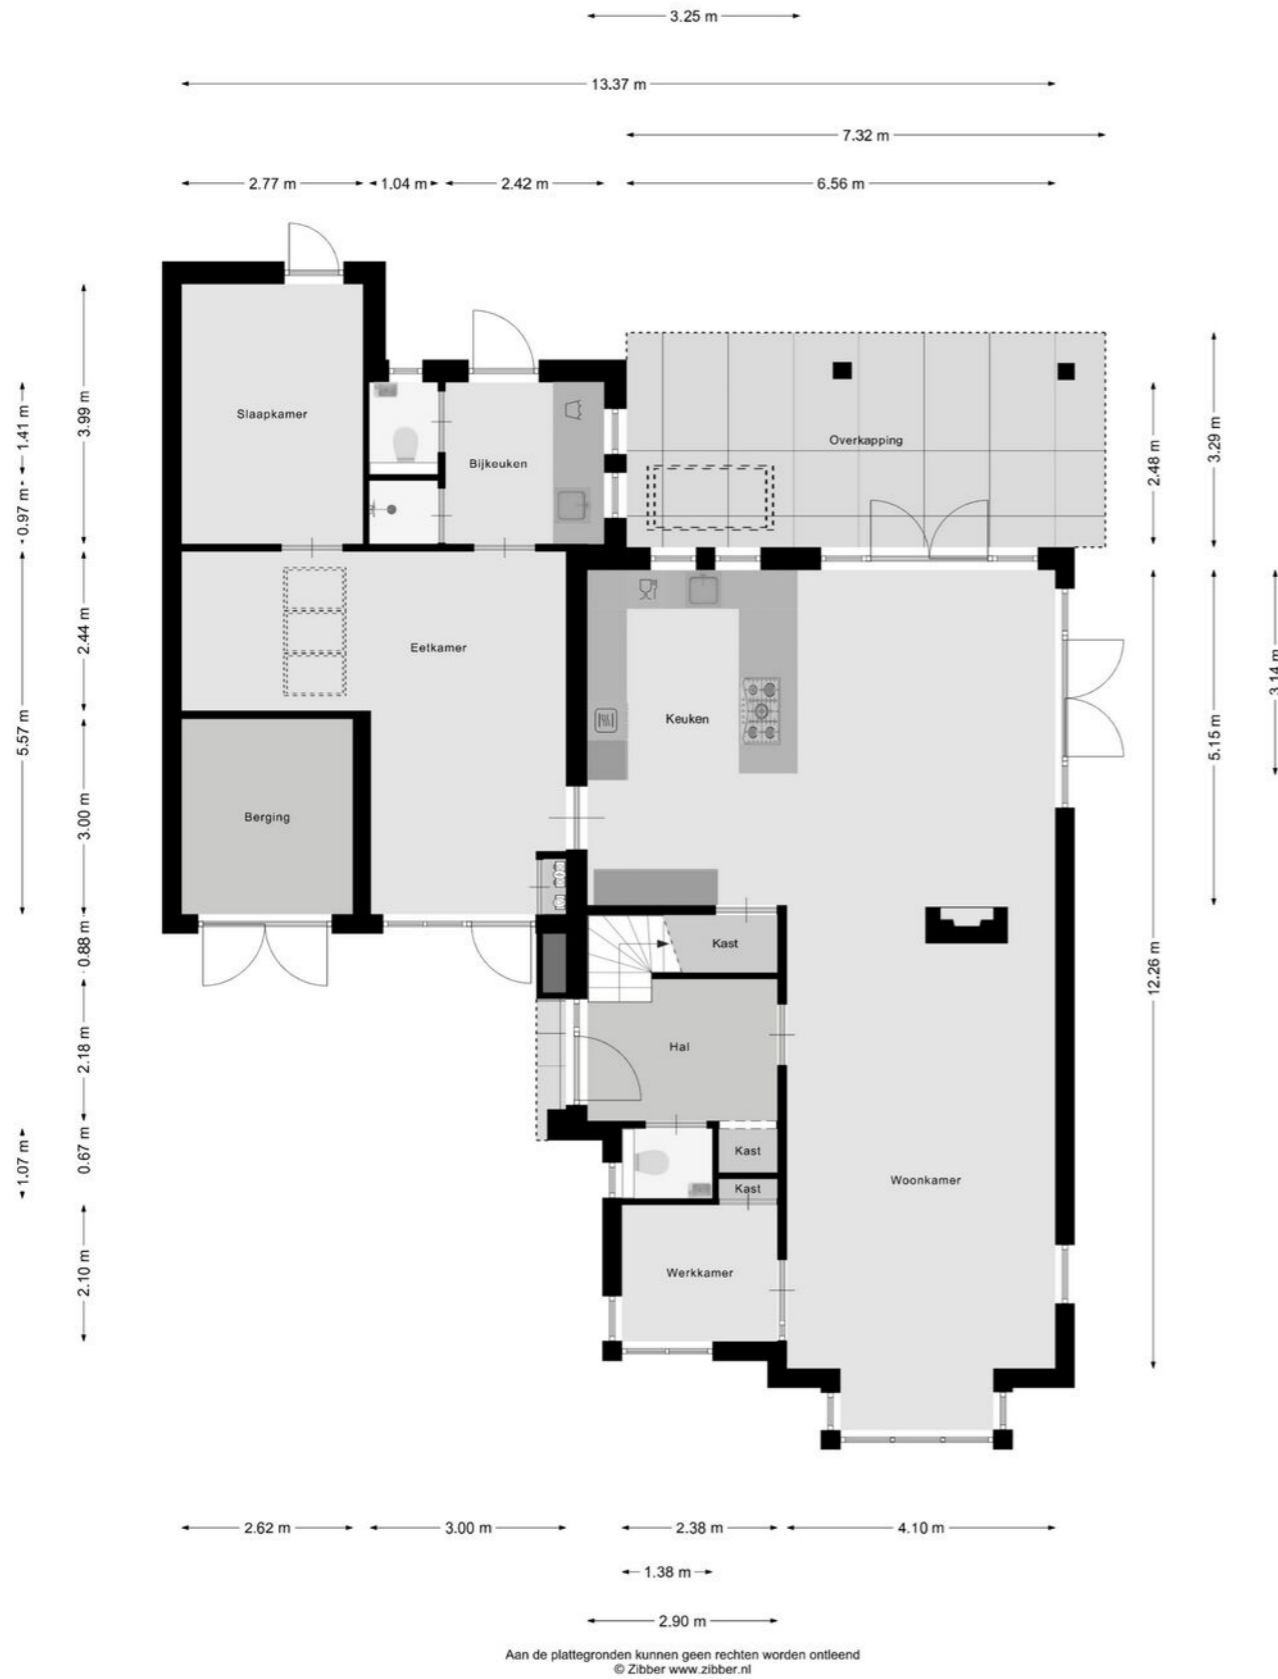 3.25 m
13.37 m
7.32 m
2.77 m 1.04 m 2.42 m 6.56 m
Slaapkamer
Bijkeuken
Overkapping
1.41 m
3.99 m
2.48 m
3.29 m
0.97 m
Eetkamer
2.44 m
Keuken
3.14 m
5.57 m
5.15 m
Berging
3.00 m
Kast
0.88 m
12.26 m
Hal
2.18 m
Kast
1.07 m
0.67 m
Kast
Woonkamer
Werkkamer
2.10 m
2.62 m 3.00 m 2.38 m 4.10 m
1.38 m
2.90 m
Aan de plattegronden kunnen geen rechten worden ontleend
© Zibber www.zibber.nl